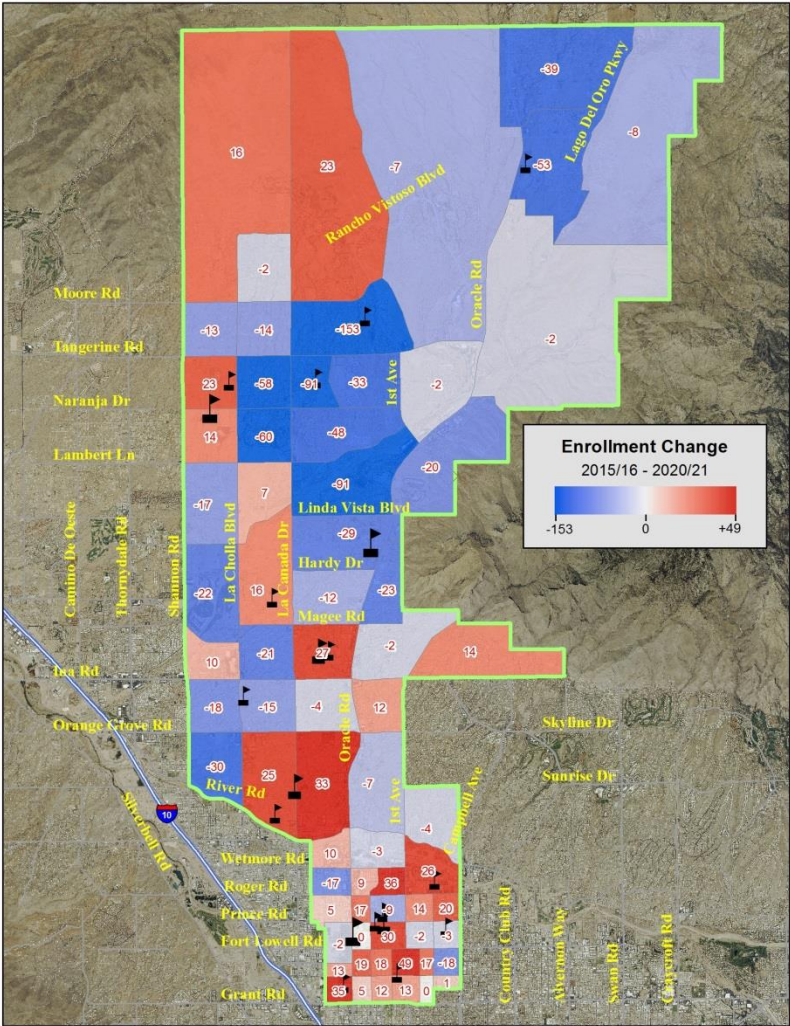 -39
Lago Del Oro Pkwy
-8
16
23
-7
-53
Rancho Vistoso Blvd
-2
Moore Rd
Oracle Rd
-13
-14
-153
-2
Tangerine Rd
23
-58
-91
-33
1st Ave
-2
Naranja Dr
14
-60
-48
Lambert Ln
-20
Enrollment Change
2015/16 - 2020/21
-153
0
+49
-17
7
-91
Linda Vista Blvd
Camino De Oeste
Thornydale Rd
Shannon Rd
La Cholla Blvd
La Canada Dr
-29
Hardy Dr
-22
16
-12
-23
Magee Rd
10
-21
27
-2
14
Ina Rd
-18
-15
-4
12
Orange Grove Rd
Oracle Rd
Skyline Dr
-30
25
33
-7
Sunrise Dr
River Rd
1st Ave
Campbell Ave
10
Silverbell Rd
-4
Wetmore Rd
10
-3
Roger Rd
-17
9
36
26
Prince Rd
5
17
-9
14
20
Fort Lowell Rd
-2
0
30
-2
-3
Country Club Rd
Alvernon Way
Swan Rd
Craycroft Rd
13
19
18
49
17
-18
Grant Rd
35
5
12
13
0
1